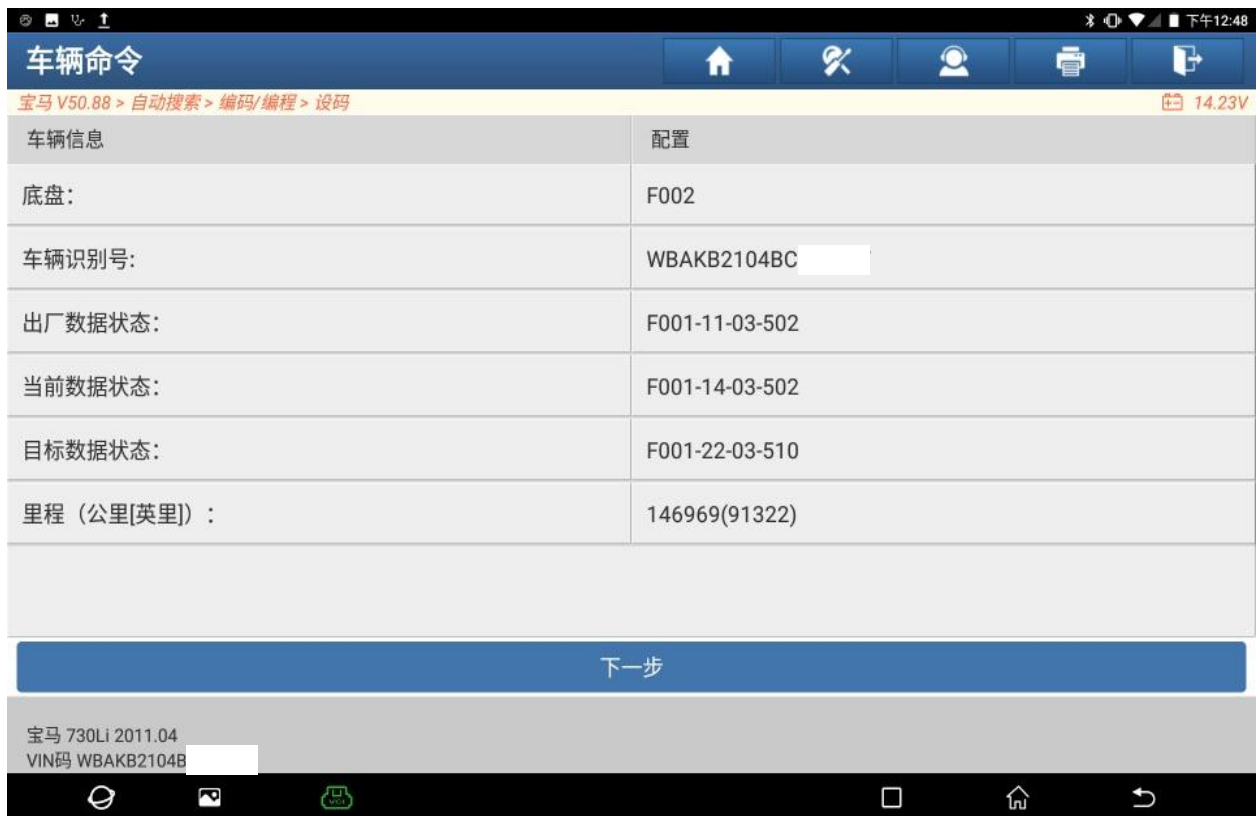 下午12:48
车辆命令
宝马 V50.88 > 自动搜索 > 编码/编程 > 设码
14.23V
车辆信息 配置
底盘： F002
车辆识别号: WBAKB2104BC
出厂数据状态： F001-11-03-502
当前数据状态： F001-14-03-502
目标数据状态： F001-22-03-510
里程（公里[英里]）： 146969(91322)
下一步
宝马 730Li 2011.04
VIN码 WBAKB2104B
VCI